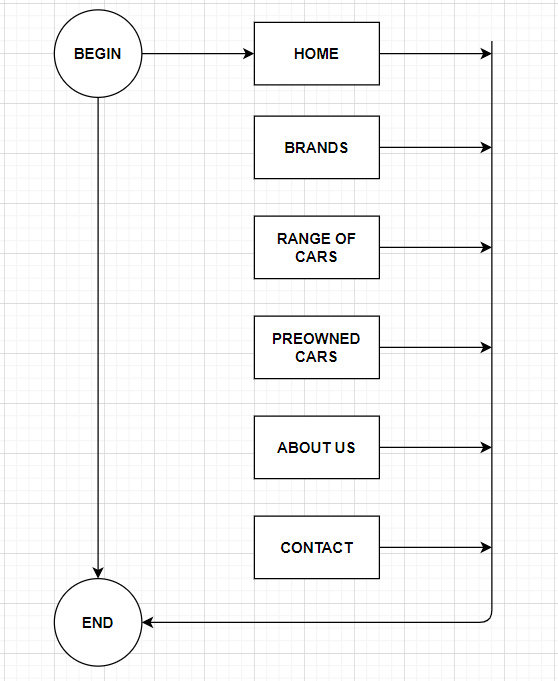 BEGIN
HOME
BRANDS
RANGE OF
CARS
PREOWNED
CARS
ABOUT US
CONTACT
END